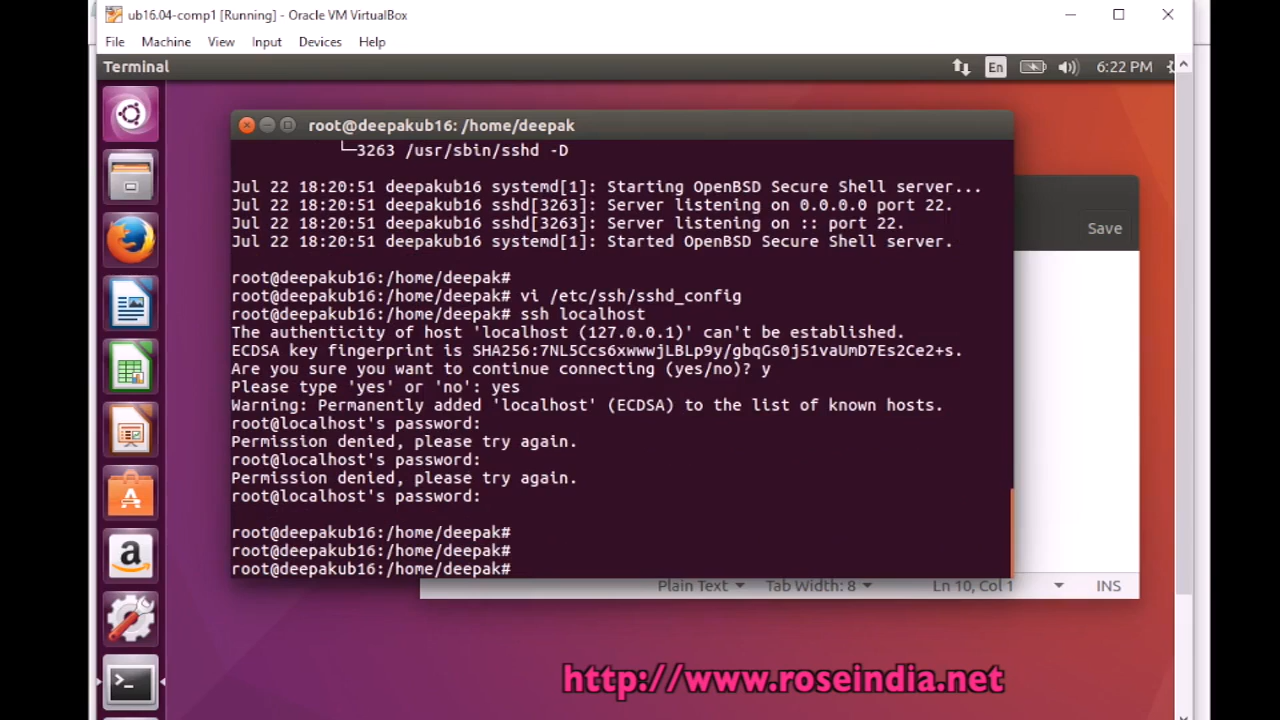 ub16.04-comp1 [Running] - Oracle VM VirtualBox
File Machine View Input Devices Help
Terminal
En
6:22 PM
root@deepakub16: /home/deepak
└─3263 /usr/sbin/sshd -D
Jul 22 18:20:51 deepakub16 systemd[1]: Starting OpenBSD Secure Shell server...
Jul 22 18:20:51 deepakub16 sshd[3263]: Server listening on 0.0.0.0 port 22.
Jul 22 18:20:51 deepakub16 sshd[3263]: Server listening on :: port 22.
Jul 22 18:20:51 deepakub16 systemd[1]: Started OpenBSD Secure Shell server.
root@deepakub16:/home/deepak#
root@deepakub16:/home/deepak# vi /etc/ssh/sshd_config
root@deepakub16:/home/deepak# ssh localhost
The authenticity of host 'localhost (127.0.0.1)' can't be established.
ECDSA key fingerprint is SHA256:7NL5Ccs6xwwwjLBLp9y/gbqGs0j51vaUmD7Es2Ce2+s.
Are you sure you want to continue connecting (yes/no)? y
Please type 'yes' or 'no': yes
Warning: Permanently added 'localhost' (ECDSA) to the list of known hosts.
root@localhost's password:
Permission denied, please try again.
root@localhost's password:
Permission denied, please try again.
root@localhost's password:
root@deepakub16:/home/deepak#
root@deepakub16:/home/deepak#
root@deepakub16:/home/deepak#
Save
Plain Text Tab Width: 8 Ln 10, Col 1 INS
http://www.roseindia.net